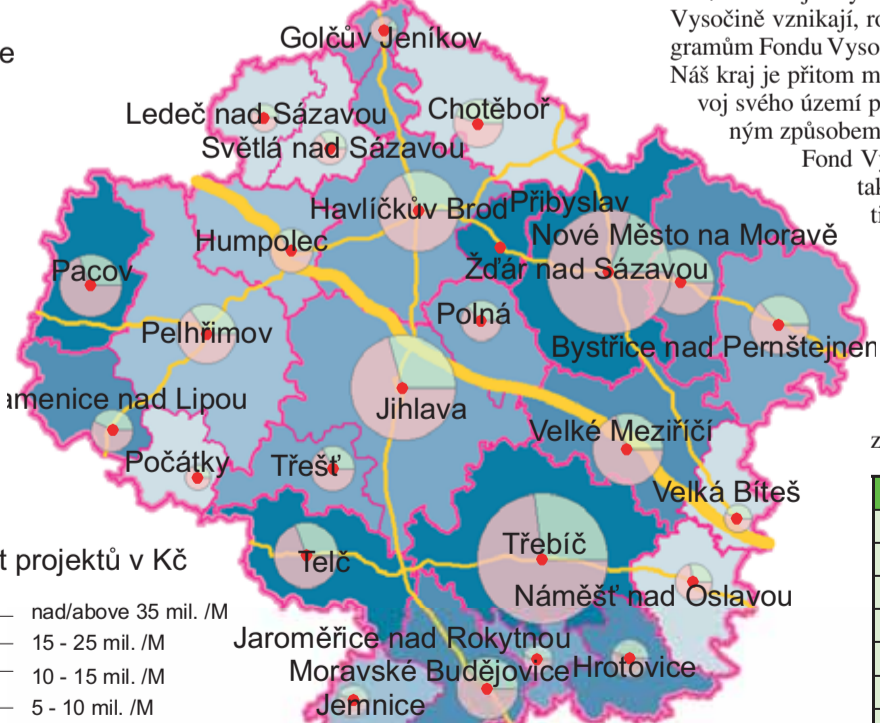 Vysočině vznikají, ro
gramům Fondu Vyso
Náš kraj je přitom m
voj svého území p
ným způsobem
Fond Vy
tak
e
Golčův Jeníkov
Ledeč nad Sázavou
Chotěboř
Světlá nad Sázavou
Havlíčkův Brod
Přibyslav
Humpolec
Nové Město na Moravě
Pacov
Žďár nad Sázavou
Polná
Pelhřimov
Bystřice nad Pernštejnen
amenice nad Lipou
Jihlava
Velké Meziříčí
Počátky
Třešť
Velká Bíteš
Telč
Třebíč
Náměšť nad Oslavou
Jaroměřice nad Rokytnou
Moravské Budějovice
Hrotovice
Jemnice
t projektů v Kč
nad/above 35 mil. /M
15 - 25 mil. /M
10 - 15 mil. /M
5 - 10 mil. /M
z